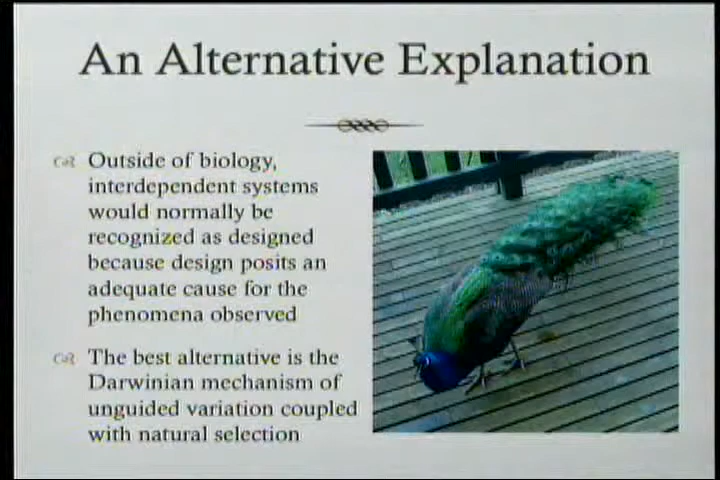 An Alternative Explanation
Outside of biology,
interdependent systems
would normally be
recognized as designed
because design posits an
adequate cause for the
phenomena observed
The best alternative is the
Darwinian mechanism of
unguided variation coupled
with natural selection